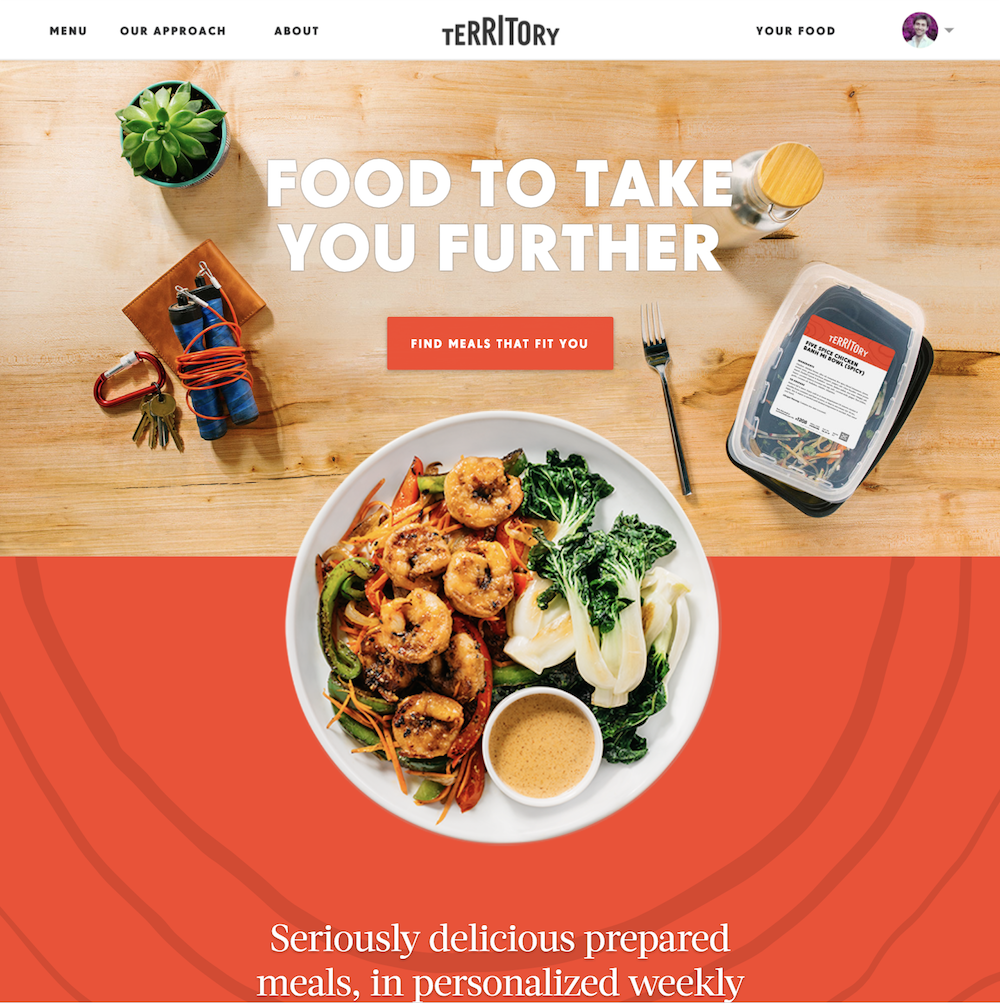 MENU
OUR APPROACH
ABOUT
TERRITORY
YOUR FOOD
FOOD TO TAKE
YOU FURTHER
FIND MEALS THAT FIT YOU
TERRITORY
FIVE SPICE CHICKEN
BANH MI BOWL (SPICY)
Seriously delicious prepared
meals, in personalized weekly